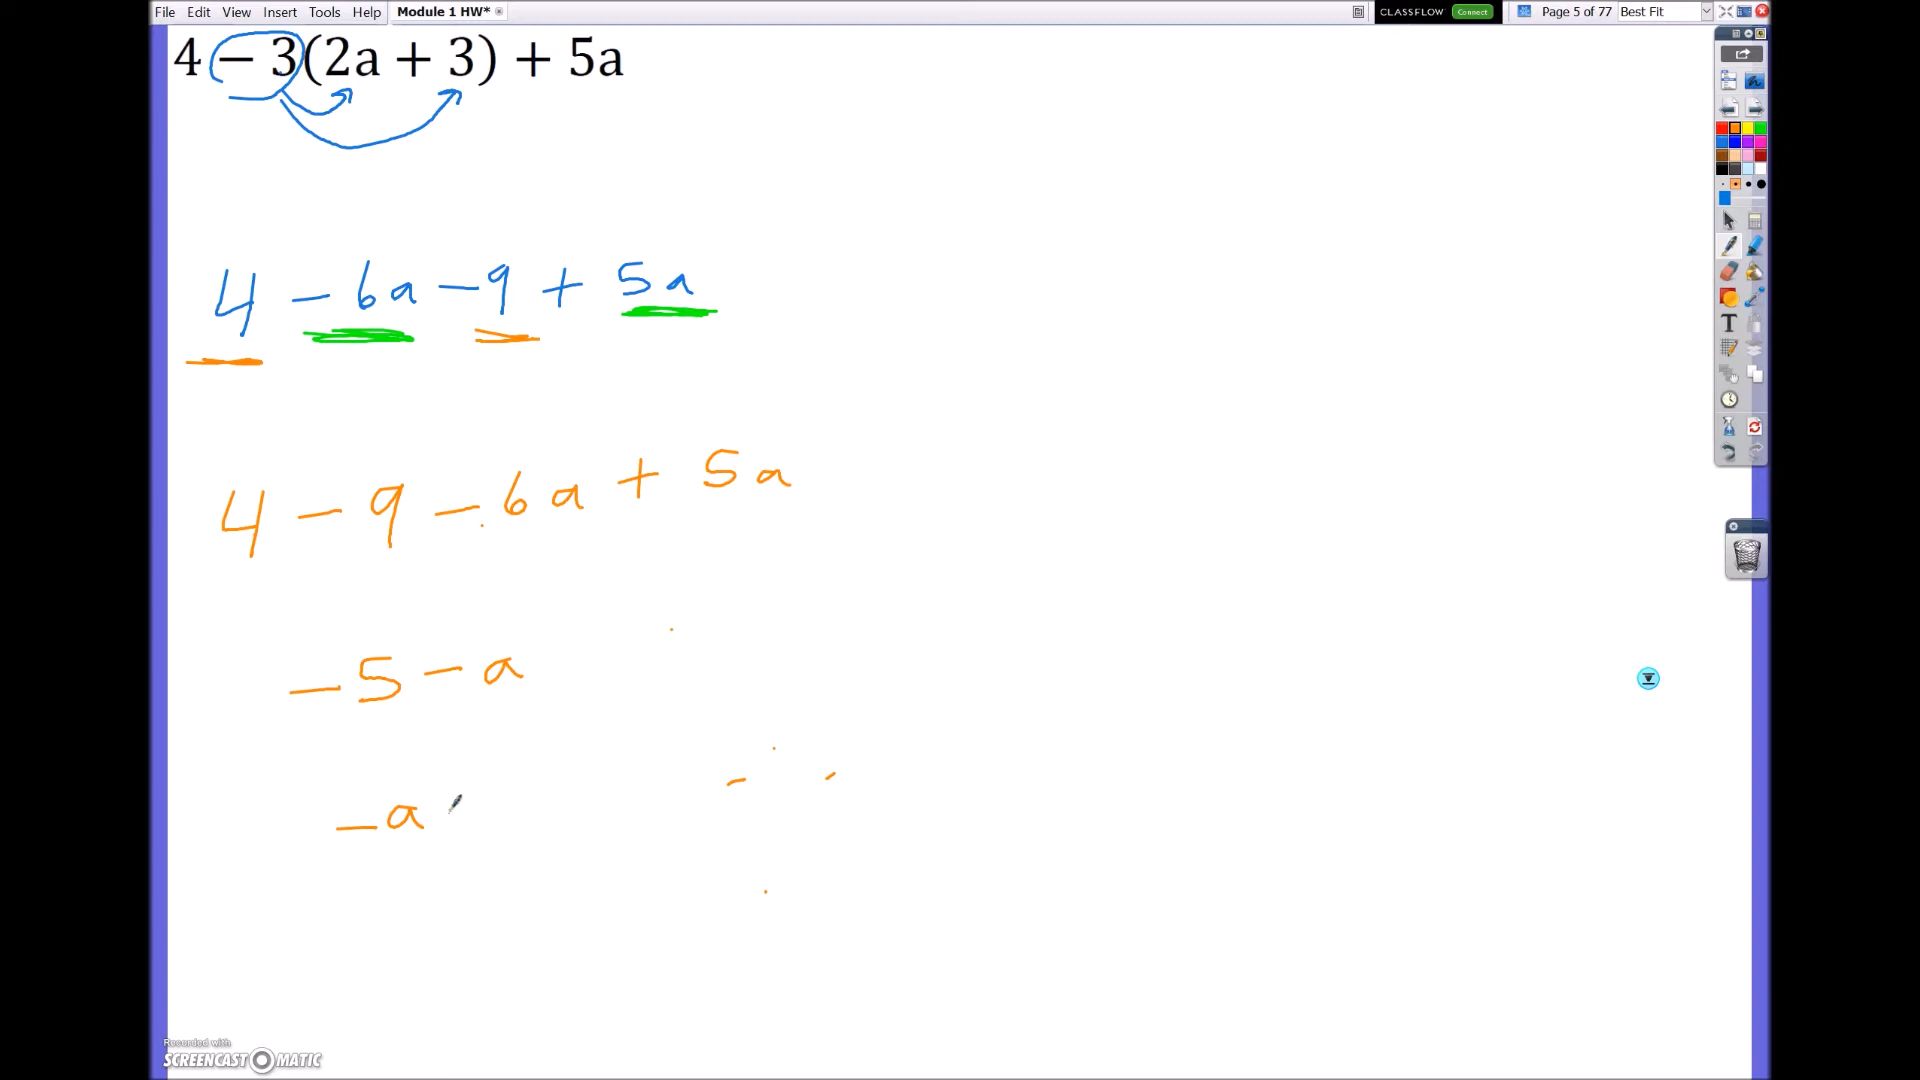 File Edit View Insert Tools Help Module 1 HW* CLASSFLOW Connect Page 5 of 77 Best Fit
4 − 3(2a + 3) + 5a
4 − 6a − 9 + 5a
4 − 9 − 6a + 5a
− 5 − a
− a
T
Recorded with
SCREENCAST MATIC